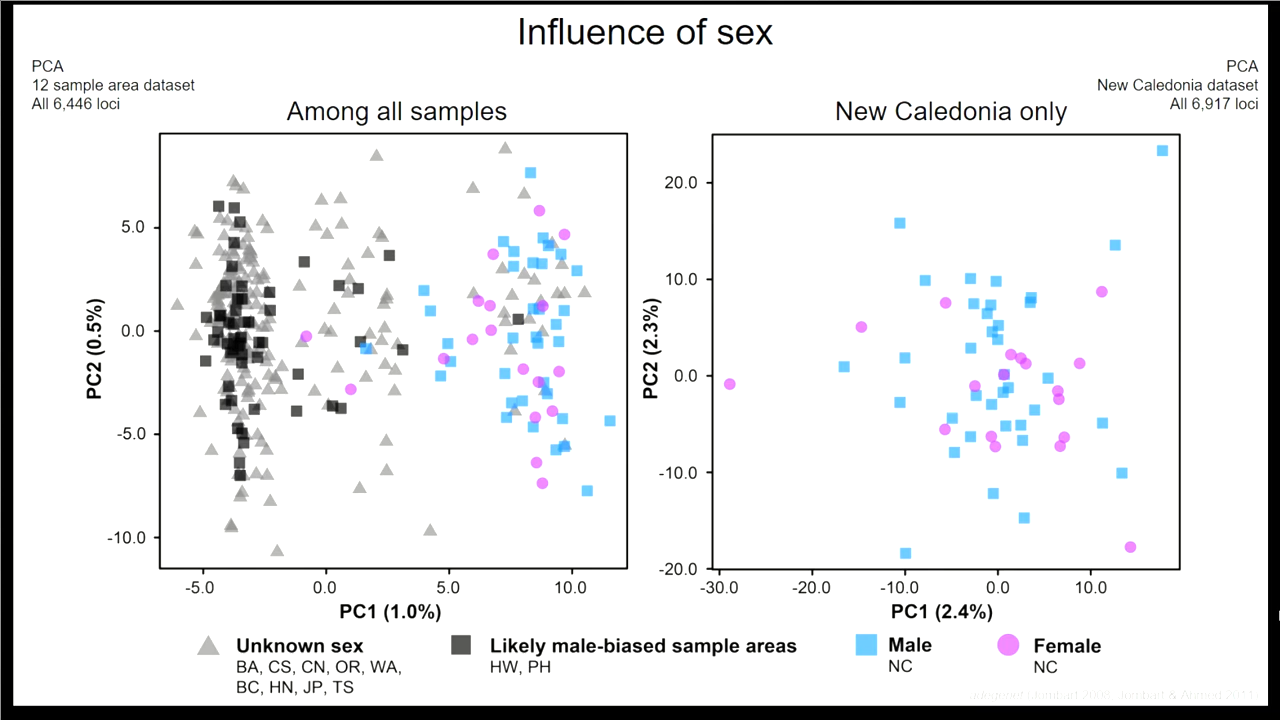 Influence of sex
PCA
12 sample area dataset
All 6,446 loci
PCA
New Caledonia dataset
All 6,917 loci
Among all samples
New Caledonia only
PC2 (0.5%)
5.0
0.0
-5.0
-10.0
-5.0
0.0
5.0
10.0
PC1 (1.0%)
PC2 (2.3%)
20.0
10.0
0.0
-10.0
-20.0
-30.0
-20.0
-10.0
0.0
10.0
PC1 (2.4%)
Unknown sex
BA, CS, CN, OR, WA,
BC, HN, JP, TS
Likely male-biased sample areas
HW, PH
Male
NC
Female
NC